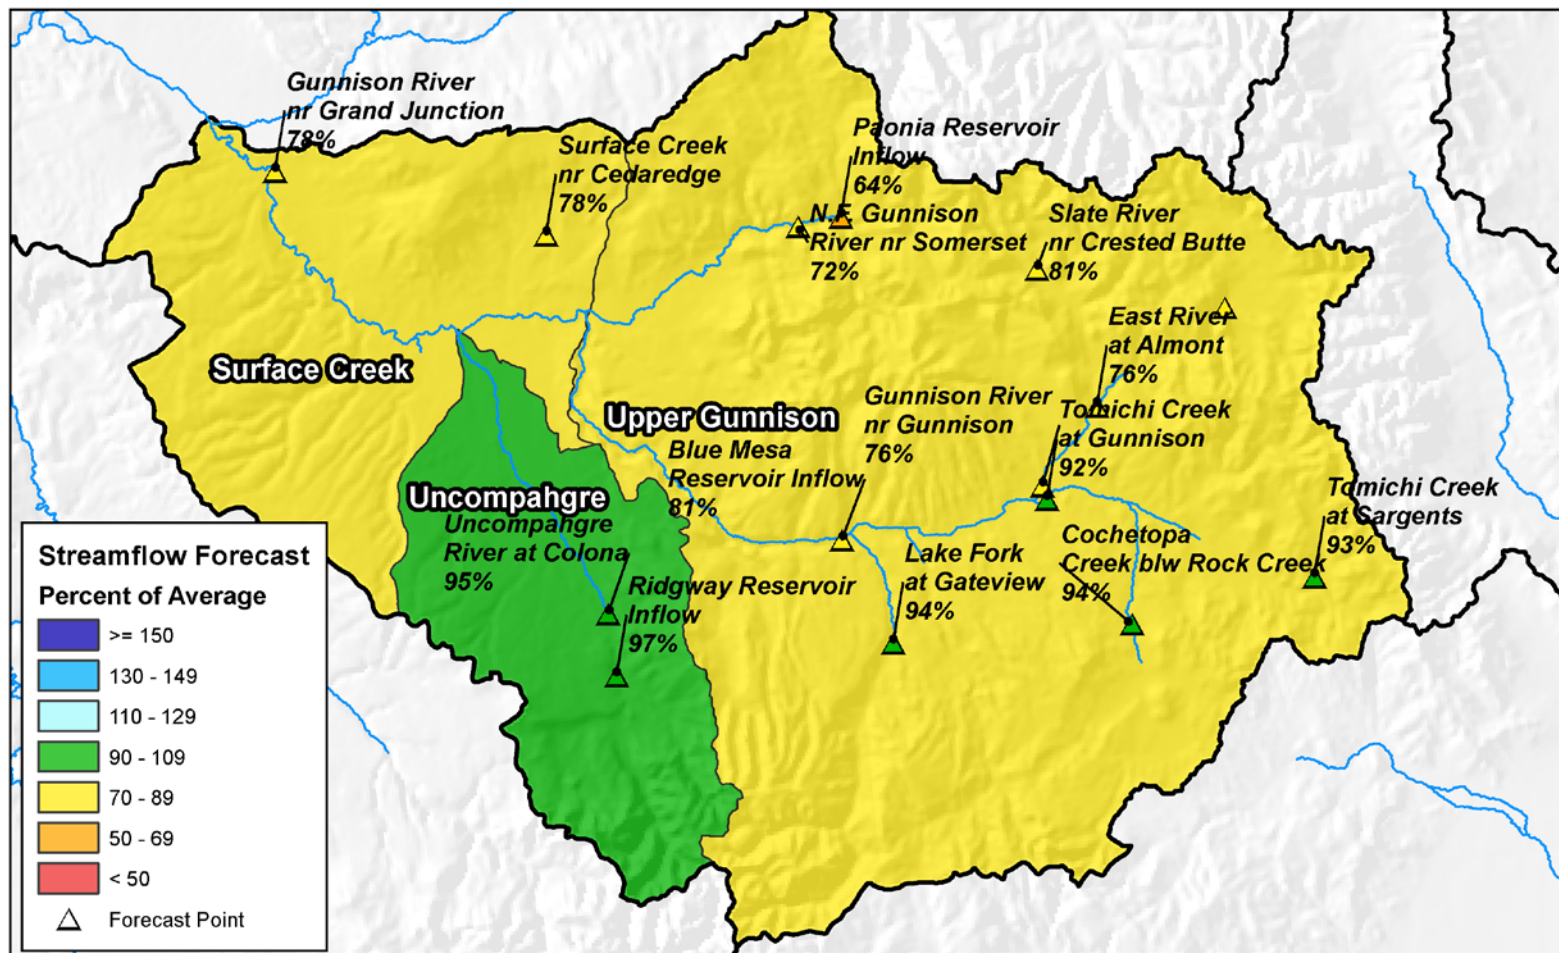 Gunnison River
nr Grand Junction
78%
Surface Creek
nr Cedaredge
78%
Paonia Reservoir
Inflow
64%
N.F. Gunnison
River nr Somerset
72%
Slate River
nr Crested Butte
81%
East River
at Almont
76%
Surface Creek
Upper Gunnison
Gunnison River
nr Gunnison
76%
Tomichi Creek
at Gunnison
92%
Blue Mesa
Reservoir Inflow
81%
Uncompahgre
Uncompahgre
River at Colona
95%
Ridgway Reservoir
Inflow
97%
Lake Fork
at Gateview
94%
Cochetopa
Creek blw Rock Creek
94%
Tomichi Creek
at Sargents
93%
Streamflow Forecast
Percent of Average
>= 150
130 - 149
110 - 129
90 - 109
70 - 89
50 - 69
< 50
Forecast Point